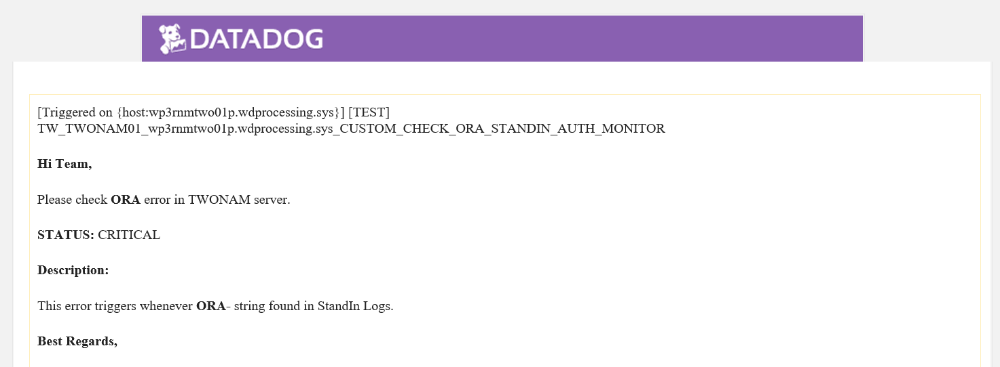 DATADOG
[Triggered on {host:wp3rnmtwo01p.wdprocessing.sys}] [TEST]
TW_TWONAM01_wp3rnmtwo01p.wdprocessing.sys_CUSTOM_CHECK_ORA_STANDIN_AUTH_MONITOR
Hi Team,
Please check ORA error in TWONAM server.
STATUS: CRITICAL
Description:
This error triggers whenever ORA- string found in StandIn Logs.
Best Regards,